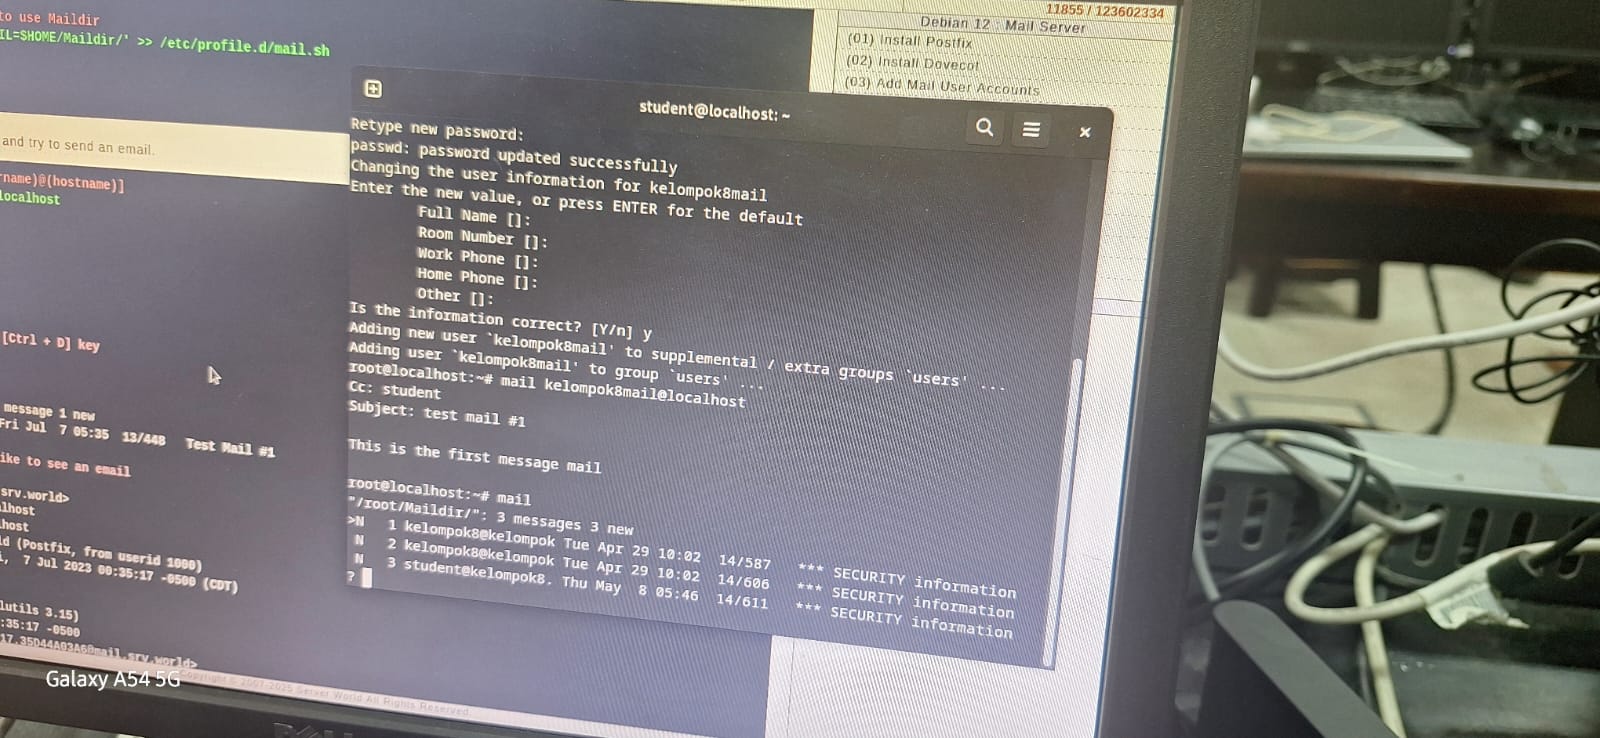 to use Maildir
IL=$HOME/Maildir/' >> /etc/profile.d/mail.sh
and try to send an email.
rname)@(hostname)]
localhost
[Ctrl + D] key
message 1 new
Fri Jul  7 05:35  13/448   Test Mail #1
ike to see an email
srv.world>
alhost
lhost
ld (Postfix, from userid 1000)
i,  7 Jul 2023 00:35:17 -0500 (CDT)
lutils 3.15)
:35:17 -0500
17.35D44A03A6@mail.srv.world>
Copyright © 2007-2025 Server World All Rights Reserved.
11855 / 123602334
Debian 12 : Mail Server
(01) Install Postfix
(02) Install Dovecot
(03) Add Mail User Accounts
student@localhost: ~
Retype new password:
passwd: password updated successfully
Changing the user information for kelompok8mail
Enter the new value, or press ENTER for the default
Full Name []:
Room Number []:
Work Phone []:
Home Phone []:
Other []:
Is the information correct? [Y/n] y
Adding new user `kelompok8mail' to supplemental / extra groups `users' ...
Adding user `kelompok8mail' to group `users' ...
root@localhost:~# mail kelompok8mail@localhost
Cc: student
Subject: test mail #1
This is the first message mail
root@localhost:~# mail
"/root/Maildir/": 3 messages 3 new
>N   1 kelompok8@kelompok Tue Apr 29 10:02  14/587   *** SECURITY information
N   2 kelompok8@kelompok Tue Apr 29 10:02  14/606   *** SECURITY information
N   3 student@kelompok8. Thu May  8 05:46  14/611   *** SECURITY information
?
Galaxy A54 5G